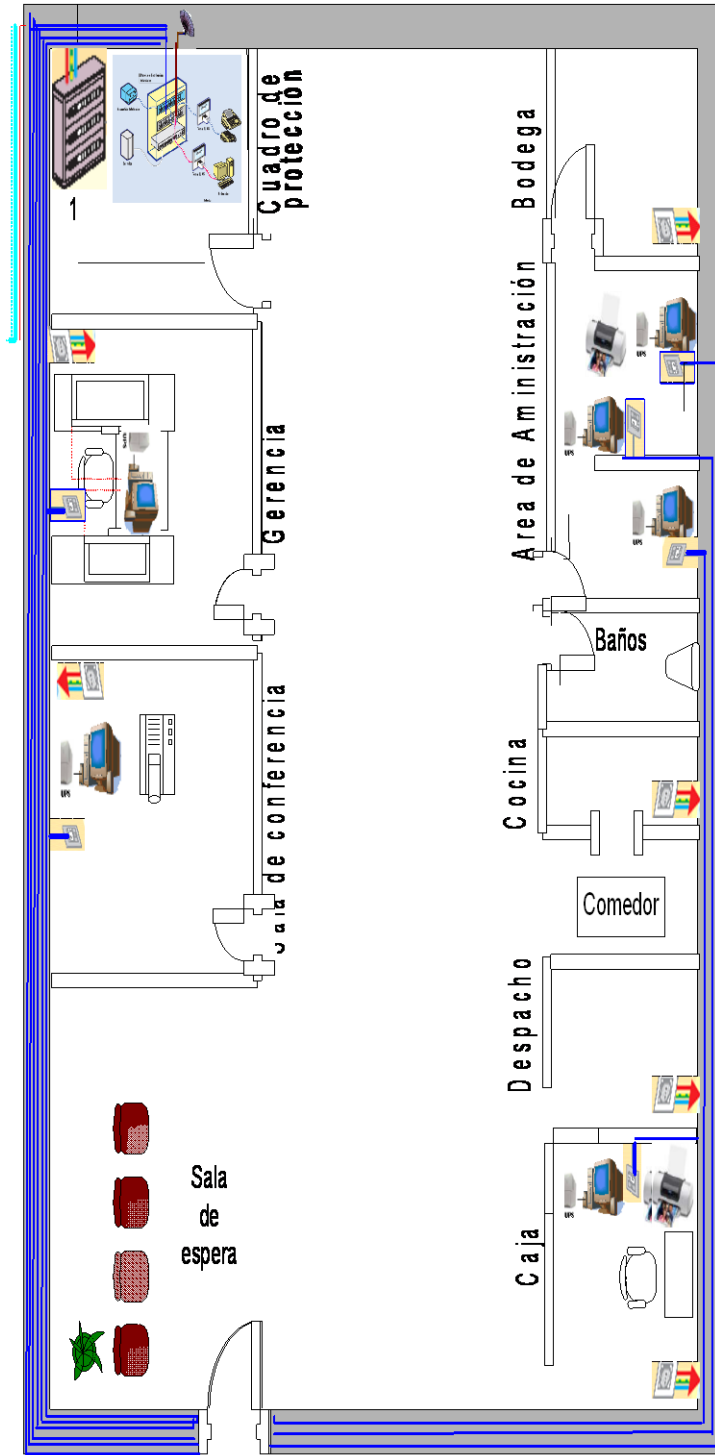 1
Cuadro de
protección
Bodega
Area de Aministración
UPS
UPS
UPS
Gerencia
Baños
Sala de conferencia
UPS
Cocina
Comedor
Despacho
Sala
de
espera
UPS
Caja